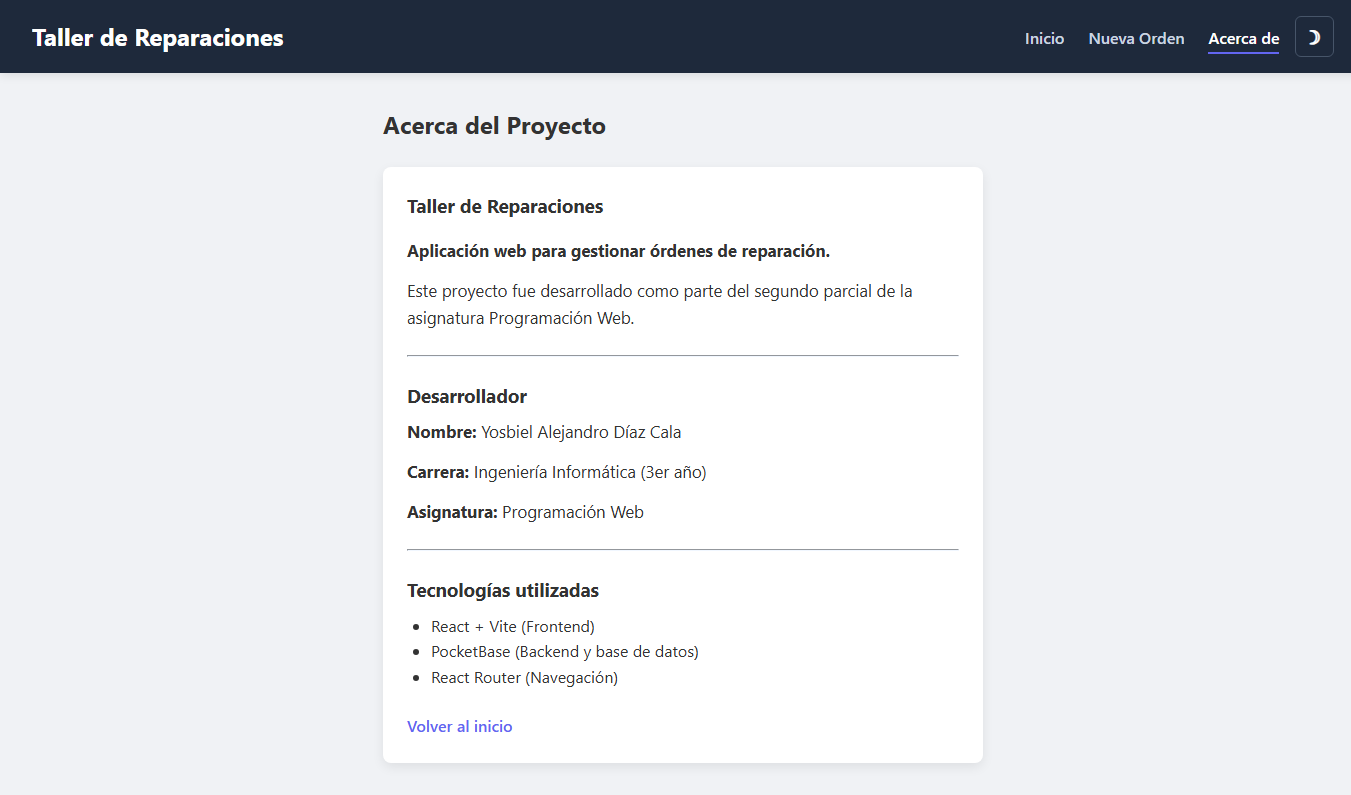 Taller de Reparaciones
Inicio
Nueva Orden
Acerca de
Acerca del Proyecto
Taller de Reparaciones
Aplicación web para gestionar órdenes de reparación.
Este proyecto fue desarrollado como parte del segundo parcial de la
asignatura Programación Web.
Desarrollador
Nombre: Yosbiel Alejandro Díaz Cala
Carrera: Ingeniería Informática (3er año)
Asignatura: Programación Web
Tecnologías utilizadas
• React + Vite (Frontend)
• PocketBase (Backend y base de datos)
• React Router (Navegación)
Volver al inicio